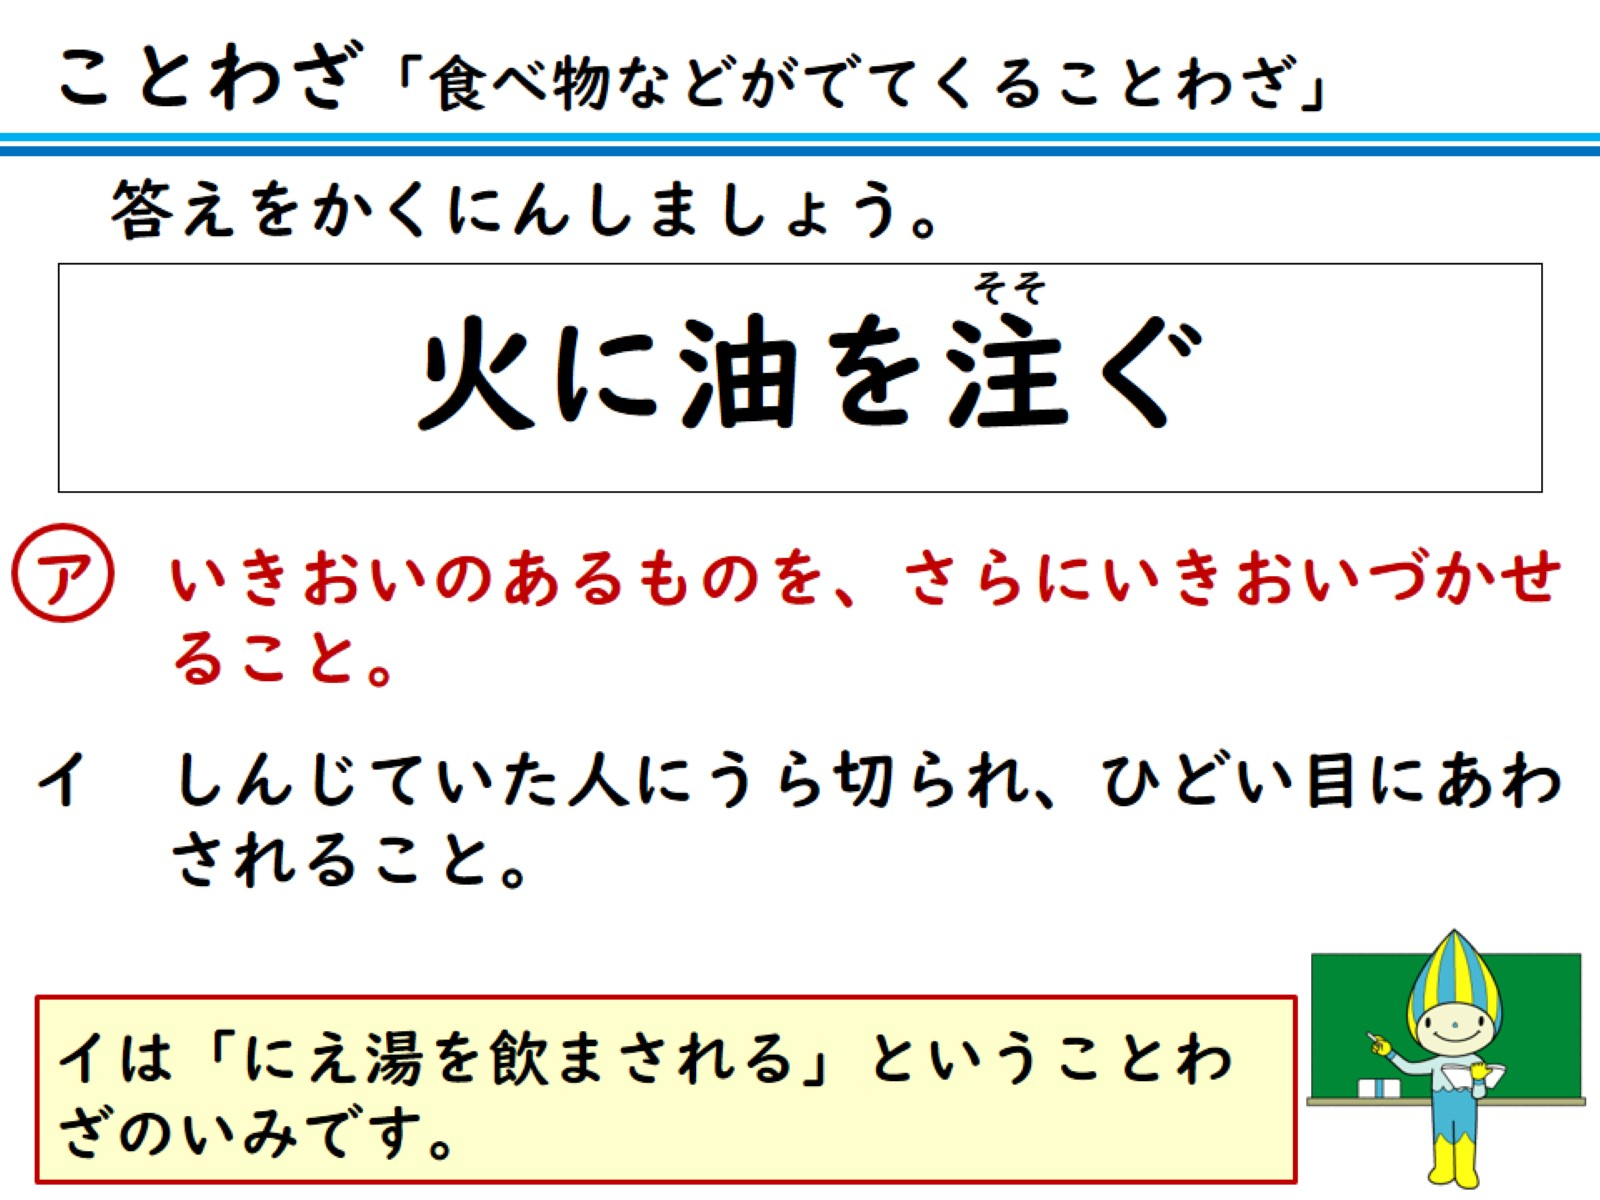 ことわざ「食べ物などがでてくることわざ」
答えをかくにんしましょう。
そそ
火に油を注ぐ
ア いきおいのあるものを、さらにいきおいづかせ
ること。
イ しんじていた人にうら切られ、ひどい目にあわ
されること。
イは「にえ湯を飲まされる」ということわ
ざのいみです。